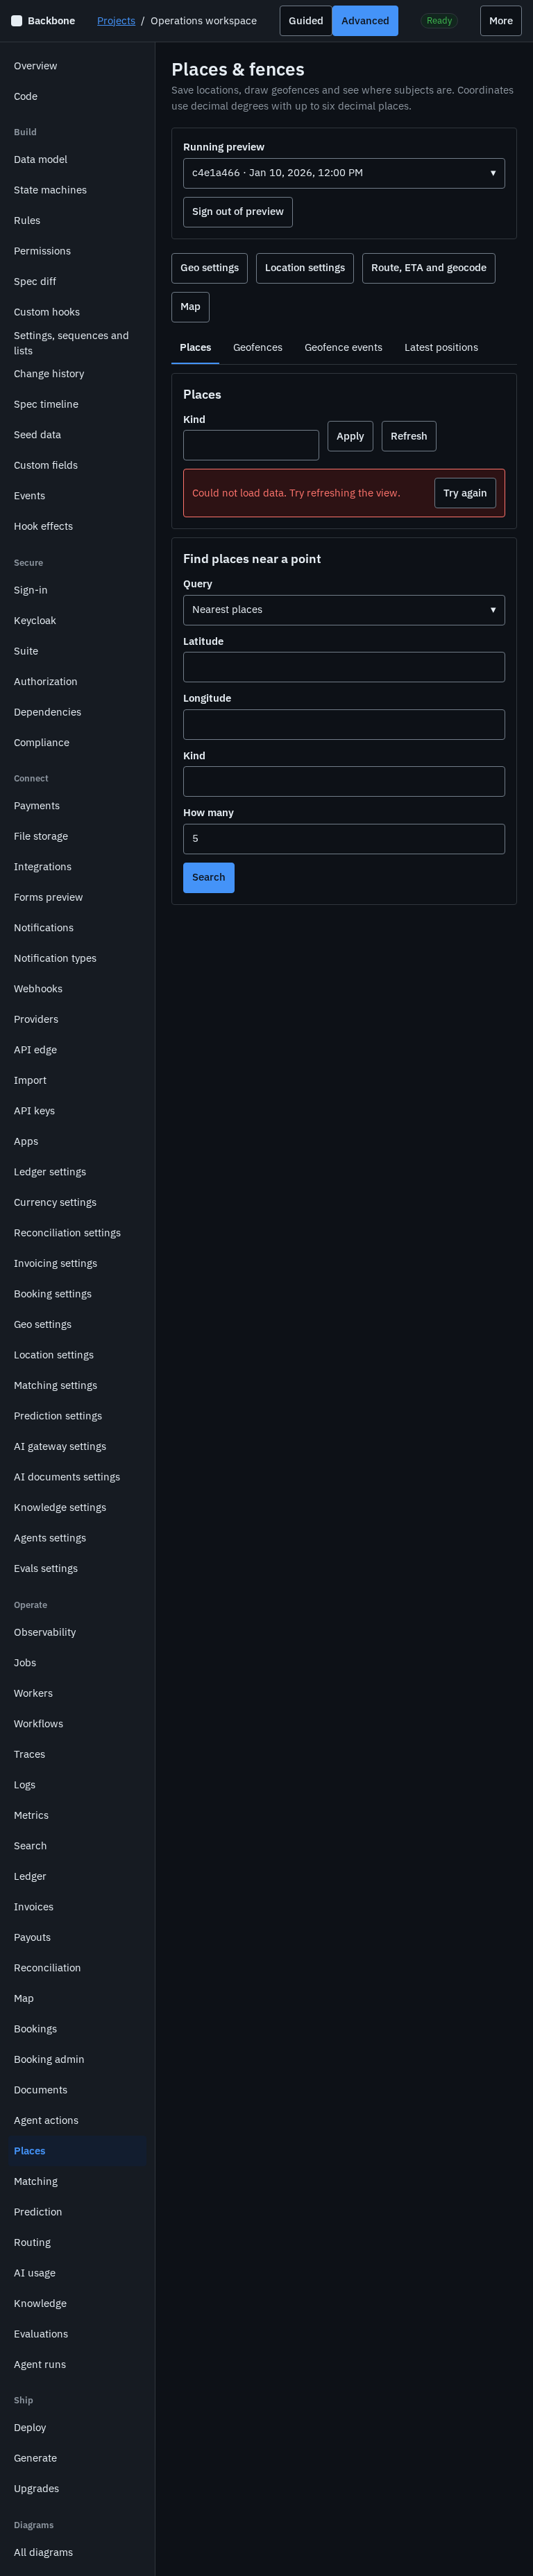 Backbone
Projects / Operations workspace
Guided
Advanced
Ready
More
Overview
Code
Build
Data model
State machines
Rules
Permissions
Spec diff
Custom hooks
Settings, sequences and
lists
Change history
Spec timeline
Seed data
Custom fields
Events
Hook effects
Secure
Sign-in
Keycloak
Suite
Authorization
Dependencies
Compliance
Connect
Payments
File storage
Integrations
Forms preview
Notifications
Notification types
Webhooks
Providers
API edge
Import
API keys
Apps
Ledger settings
Currency settings
Reconciliation settings
Invoicing settings
Booking settings
Geo settings
Location settings
Matching settings
Prediction settings
AI gateway settings
AI documents settings
Knowledge settings
Agents settings
Evals settings
Operate
Observability
Jobs
Workers
Workflows
Traces
Logs
Metrics
Search
Ledger
Invoices
Payouts
Reconciliation
Map
Bookings
Booking admin
Documents
Agent actions
Places
Matching
Prediction
Routing
AI usage
Knowledge
Evaluations
Agent runs
Ship
Deploy
Generate
Upgrades
Diagrams
All diagrams
Places & fences
Save locations, draw geofences and see where subjects are. Coordinates
use decimal degrees with up to six decimal places.
Running preview
c4e1a466 · Jan 10, 2026, 12:00 PM
Sign out of preview
Geo settings
Location settings
Route, ETA and geocode
Map
Places
Geofences
Geofence events
Latest positions
Places
Kind
Apply
Refresh
Could not load data. Try refreshing the view.
Try again
Find places near a point
Query
Nearest places
Latitude
Longitude
Kind
How many
5
Search